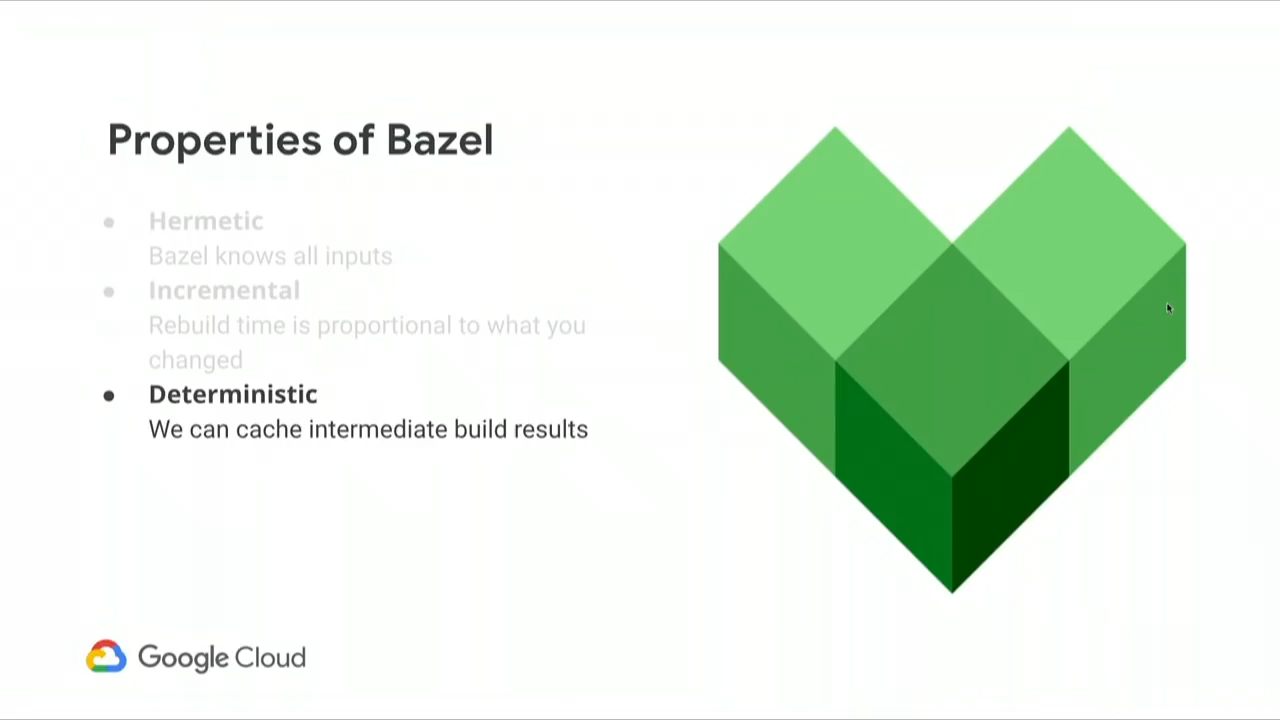 Properties of Bazel
● Hermetic
Bazel knows all inputs
● Incremental
Rebuild time is proportional to what you
changed
● Deterministic
We can cache intermediate build results
Google Cloud